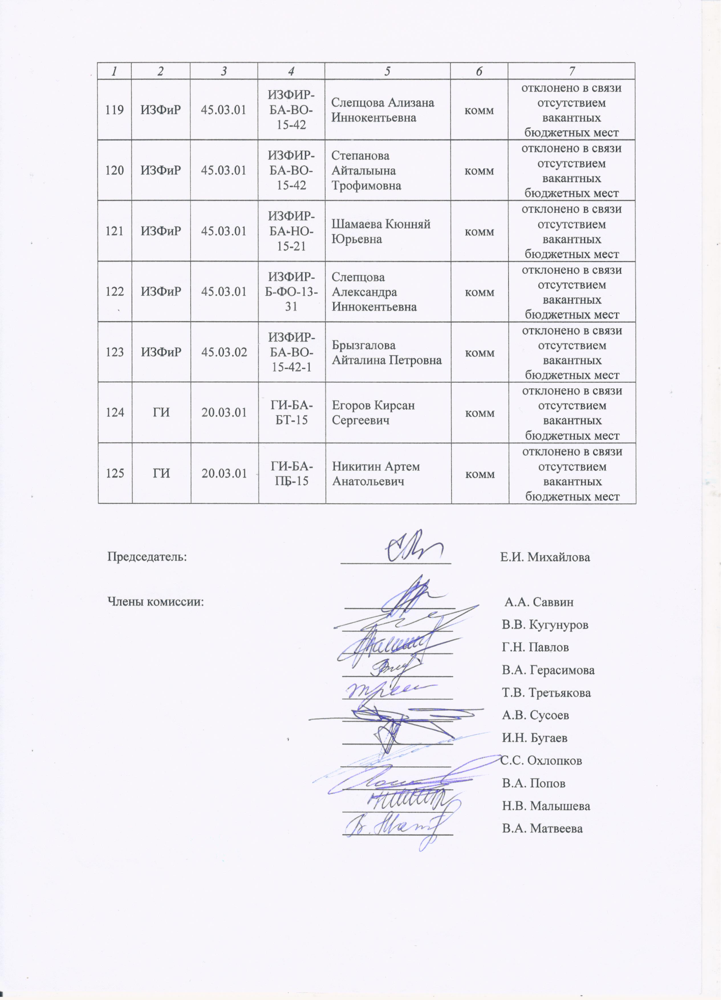 1 2 3 4 5 6 7
119 ИЗФиР 45.03.01 ИЗФИР-БА-ВО-15-42 Слепцова Ализана Иннокентьевна комм отклонено в связи отсутствием вакантных бюджетных мест
120 ИЗФиР 45.03.01 ИЗФИР-БА-ВО-15-42 Степанова Айталыына Трофимовна комм отклонено в связи отсутствием вакантных бюджетных мест
121 ИЗФиР 45.03.01 ИЗФИР-БА-НО-15-21 Шамаева Кюнняй Юрьевна комм отклонено в связи отсутствием вакантных бюджетных мест
122 ИЗФиР 45.03.01 ИЗФИР-Б-ФО-13-31 Слепцова Александра Иннокентьевна комм отклонено в связи отсутствием вакантных бюджетных мест
123 ИЗФиР 45.03.02 ИЗФИР-БА-ВО-15-42-1 Брызгалова Айталина Петровна комм отклонено в связи отсутствием вакантных бюджетных мест
124 ГИ 20.03.01 ГИ-БА-БТ-15 Егоров Кирсан Сергеевич комм отклонено в связи отсутствием вакантных бюджетных мест
125 ГИ 20.03.01 ГИ-БА-ПБ-15 Никитин Артем Анатольевич комм отклонено в связи отсутствием вакантных бюджетных мест
Председатель: Е.И. Михайлова
Члены комиссии: А.А. Саввин
В.В. Кугунуров
Г.Н. Павлов
В.А. Герасимова
Т.В. Третьякова
А.В. Сусоев
И.Н. Бугаев
С.С. Охлопков
В.А. Попов
Н.В. Малышева
В.А. Матвеева